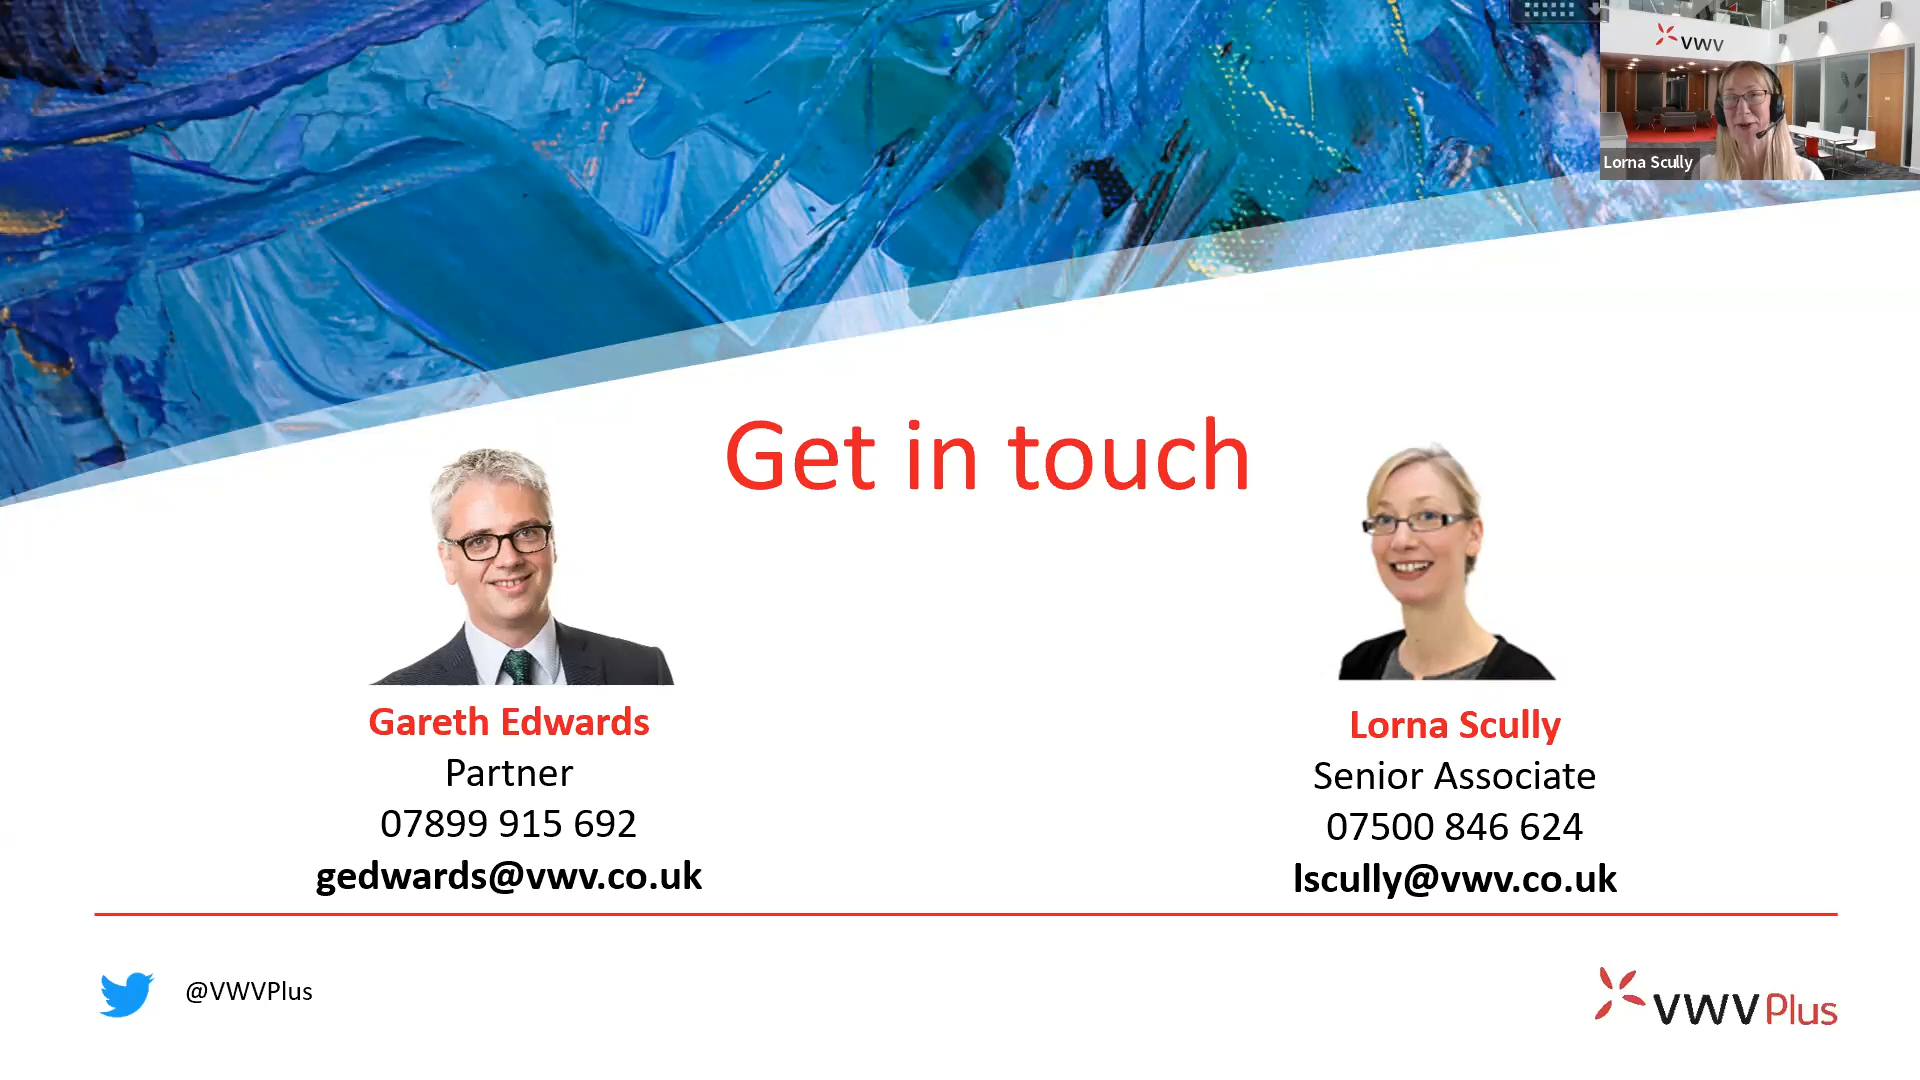 VWV
Lorna Scully
Get in touch
Gareth Edwards
Partner
07899 915 692
gedwards@vwv.co.uk
Lorna Scully
Senior Associate
07500 846 624
lscully@vwv.co.uk
@VWVPlus
VWV Plus